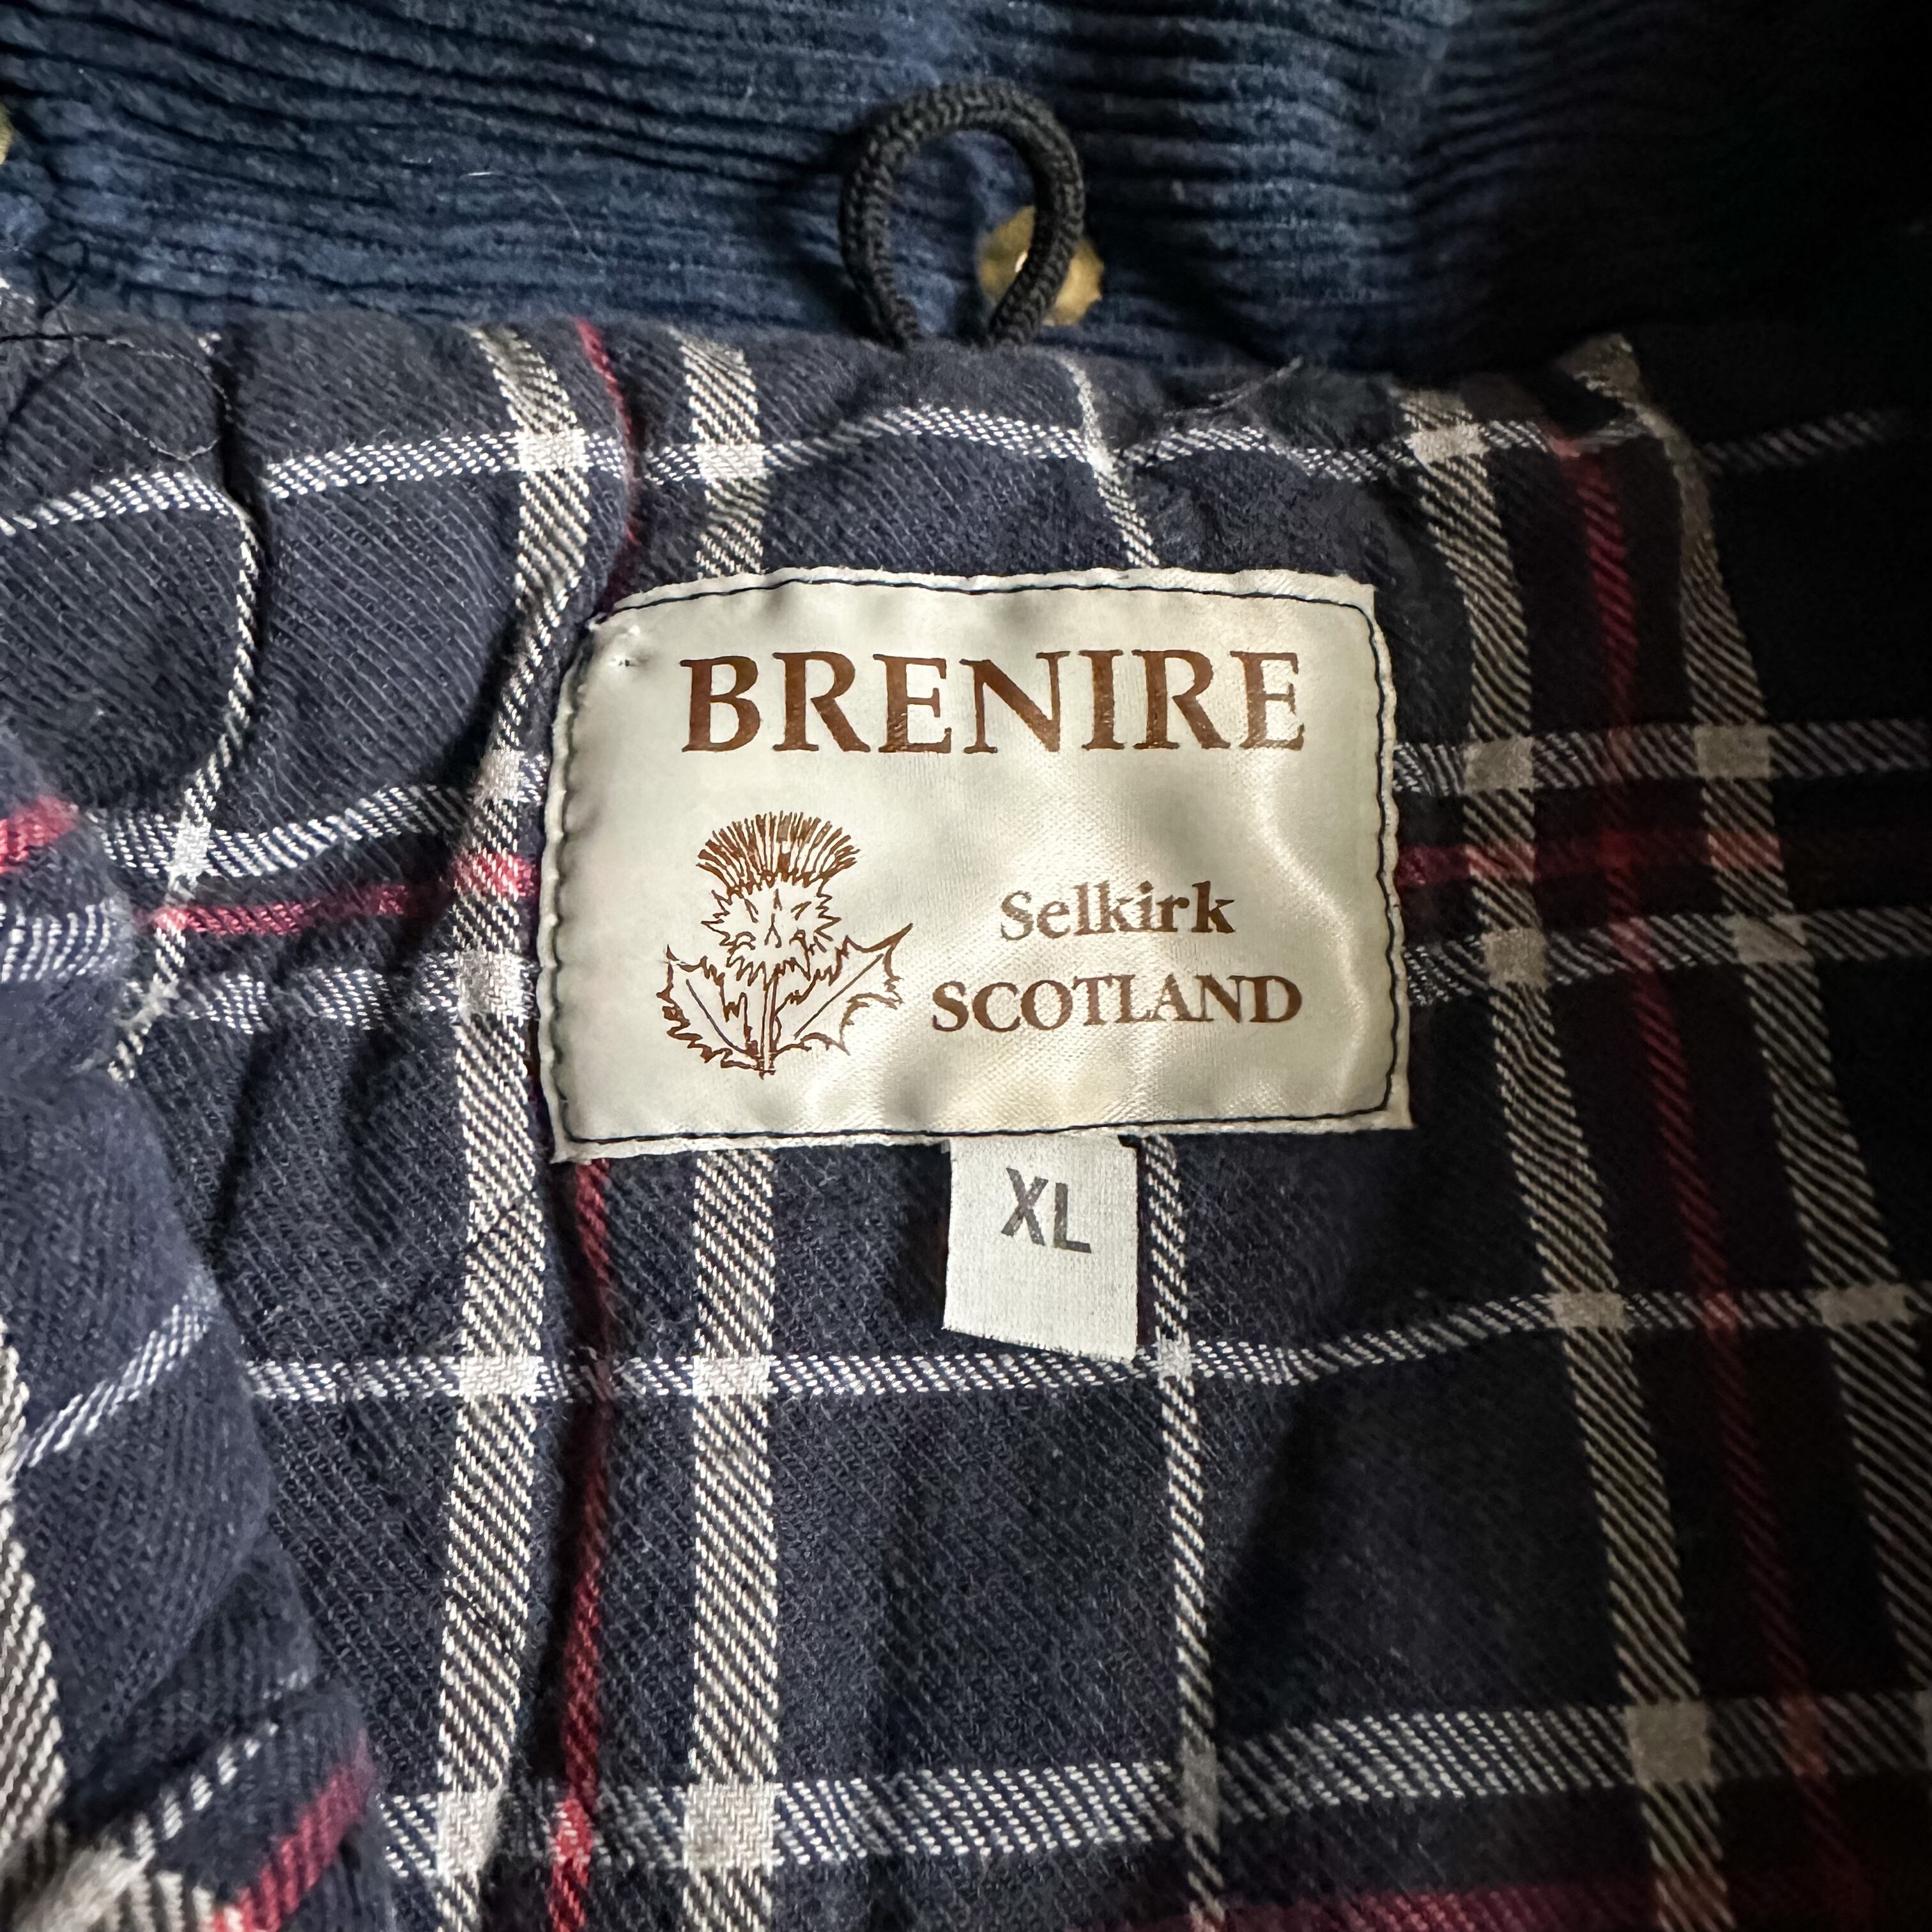 BRENIRE
Selkirk
SCOTLAND
XL